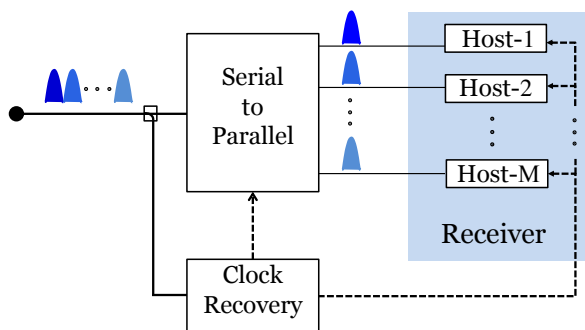 Serial
to
Parallel
Host-1
Host-2
Host-M
Receiver
Clock
Recovery